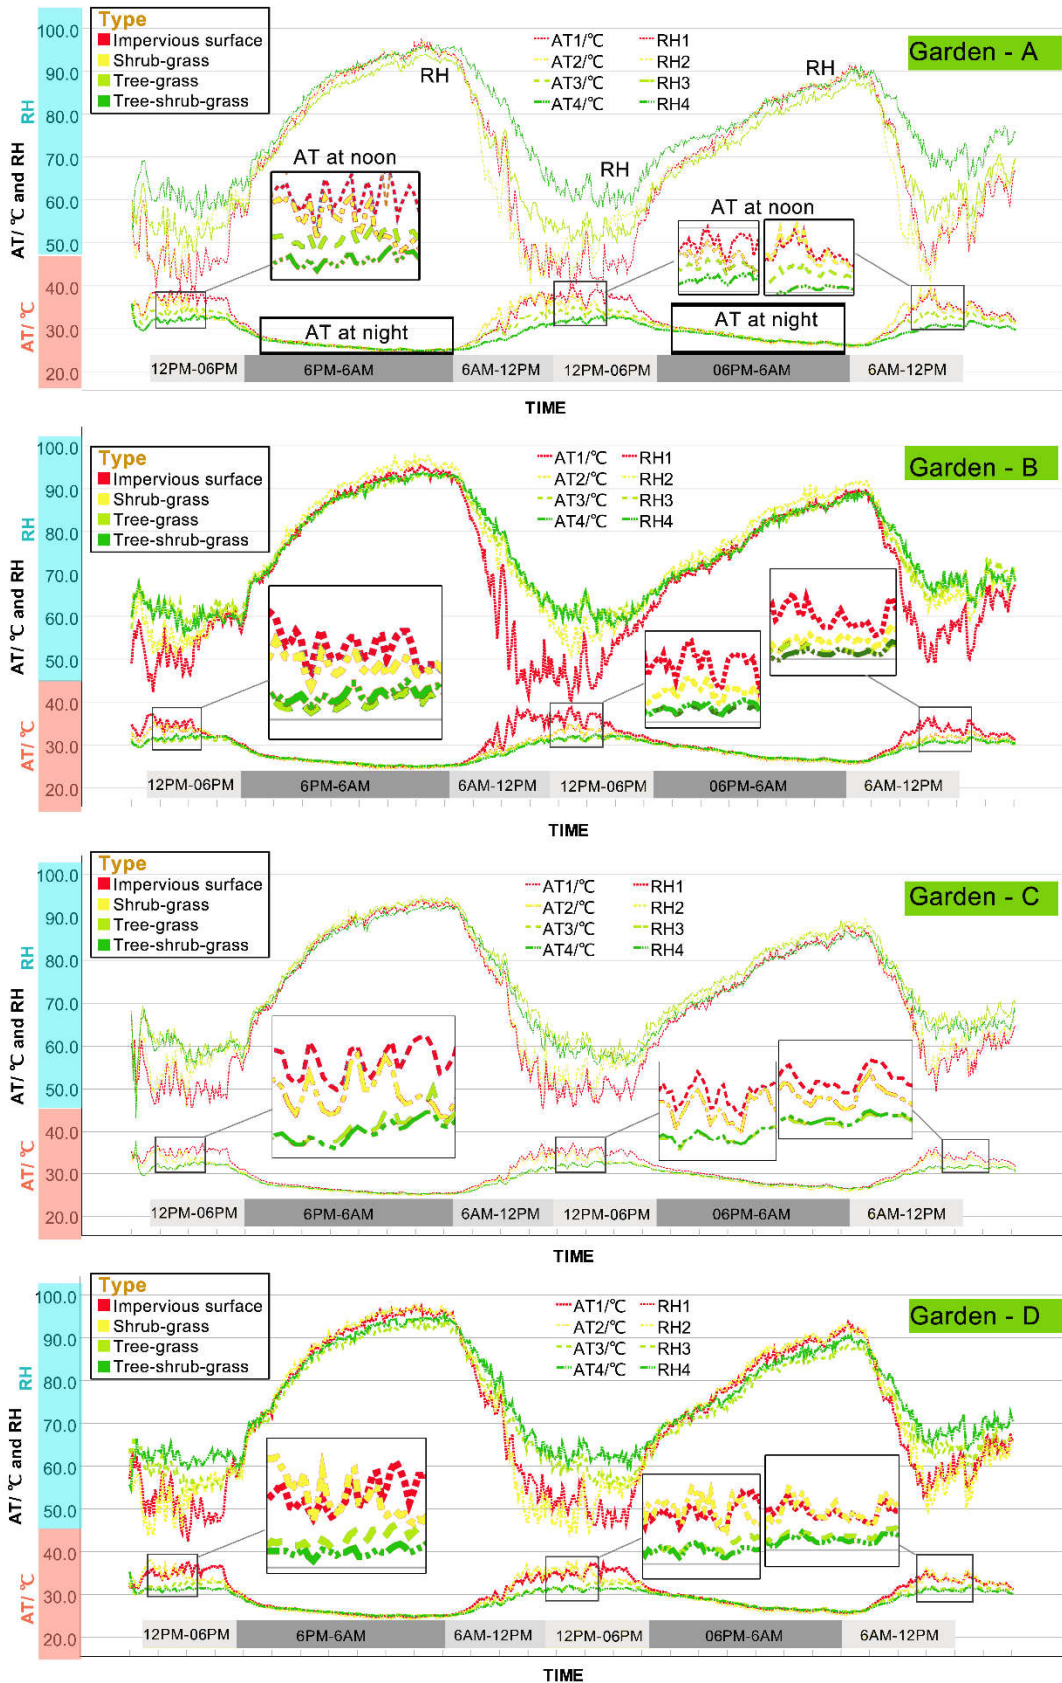 Type
Impervious surface
Shrub-grass
Tree-grass
Tree-shrub-grass
AT1/℃ RH1
AT2/℃ RH2
AT3/℃ RH3
AT4/℃ RH4
Garden - A
100.0
90.0
80.0
70.0
60.0
50.0
40.0
30.0
20.0
RH
AT/ ℃ and RH
AT/ ℃
RH
RH
RH
AT at noon
AT at noon
AT at night
AT at night
12PM-06PM 6PM-6AM 6AM-12PM 12PM-06PM 06PM-6AM 6AM-12PM
TIME
Type
Impervious surface
Shrub-grass
Tree-grass
Tree-shrub-grass
AT1/℃ RH1
AT2/℃ RH2
AT3/℃ RH3
AT4/℃ RH4
Garden - B
100.0
90.0
80.0
70.0
60.0
50.0
40.0
30.0
20.0
RH
AT/ ℃ and RH
AT/ ℃
12PM-06PM 6PM-6AM 6AM-12PM 12PM-06PM 06PM-6AM 6AM-12PM
TIME
Type
Impervious surface
Shrub-grass
Tree-grass
Tree-shrub-grass
AT1/℃ RH1
AT2/℃ RH2
AT3/℃ RH3
AT4/℃ RH4
Garden - C
100.0
90.0
80.0
70.0
60.0
50.0
40.0
30.0
20.0
RH
AT/ ℃ and RH
AT/ ℃
12PM-06PM 6PM-6AM 6AM-12PM 12PM-06PM 06PM-6AM 6AM-12PM
TIME
Type
Impervious surface
Shrub-grass
Tree-grass
Tree-shrub-grass
AT1/℃ RH1
AT2/℃ RH2
AT3/℃ RH3
AT4/℃ RH4
Garden - D
100.0
90.0
80.0
70.0
60.0
50.0
40.0
30.0
20.0
RH
AT/ ℃ and RH
AT/ ℃
12PM-06PM 6PM-6AM 6AM-12PM 12PM-06PM 06PM-6AM 6AM-12PM
TIME